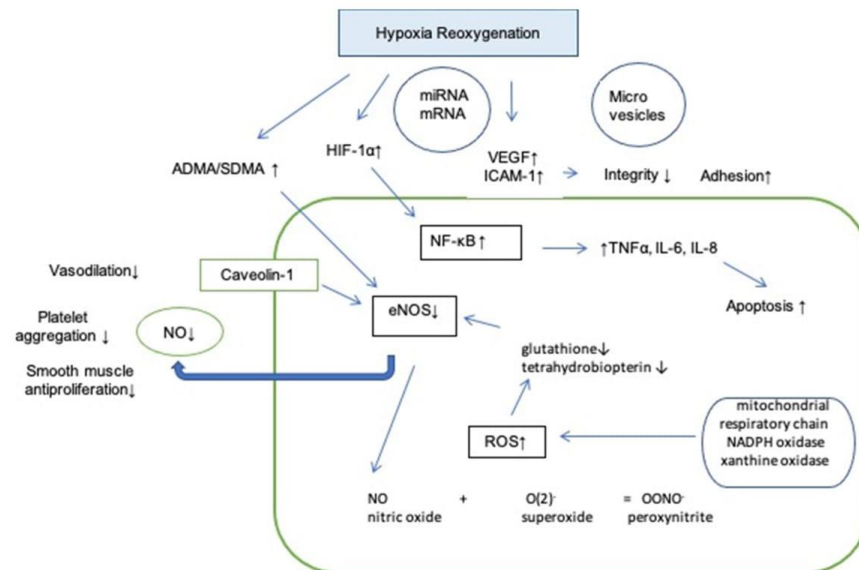 Hypoxia Reoxygenation
miRNA
mRNA
Micro
vesicles
HIF-1α↑
ADMA/SDMA ↑
VEGF↑
ICAM-1↑
Integrity ↓
Adhesion↑
NF-κB↑
↑TNFα, IL-6, IL-8
Vasodilation↓
Caveolin-1
Apoptosis ↑
eNOS↓
Platelet
aggregation ↓
NO↓
Smooth muscle
antiproliferation↓
glutathione↓
tetrahydrobiopterin ↓
mitochondrial
respiratory chain
NADPH oxidase
xanthine oxidase
ROS↑
NO + O(2)- = OONO-
nitric oxide superoxide peroxynitrite